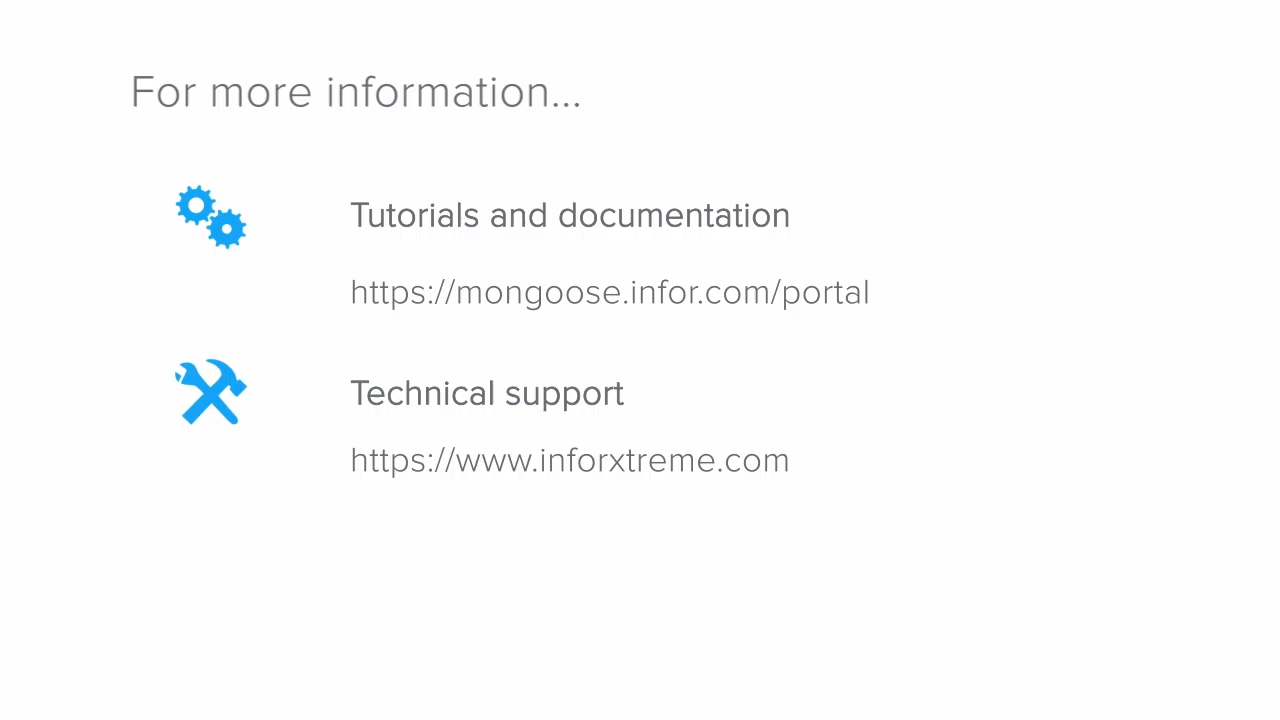 For more information...
Tutorials and documentation
https://mongoose.infor.com/portal
Technical support
https://www.inforxtreme.com